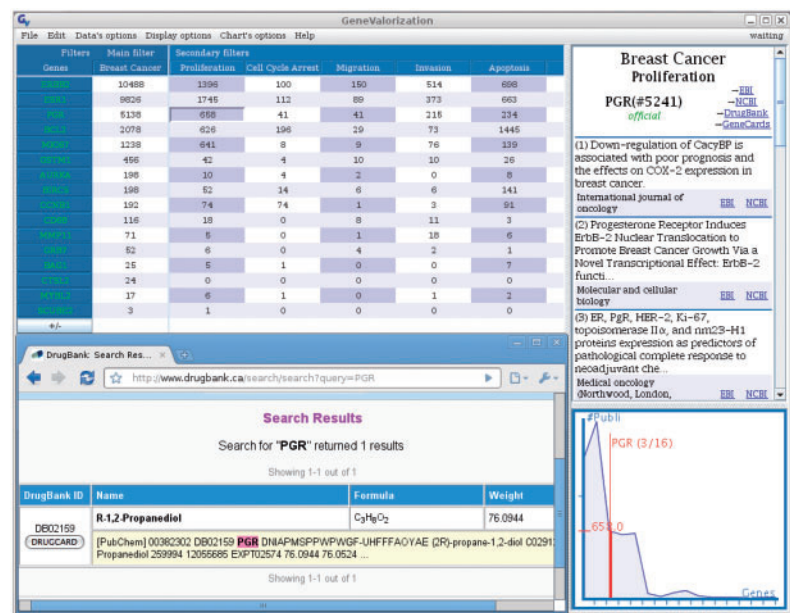 GeneValorization
File Edit Data's options Display options Chart's options Help
waiting
Filters Main filter Secondary filters
Genes Breast Cancer Proliferation Cell Cycle Arrest Migration Invasion Apoptosis
10488 1396 100 150 514 698
9826 1745 112 89 373 663
PGR 5138 658 41 41 215 234
BCL2 2078 626 196 29 73 1445
MKI67 1238 641 8 9 76 139
GSTM1 456 42 4 10 10 26
AURKA 198 10 4 2 0 8
BIRC5 198 52 14 6 6 141
CCNB1 192 74 74 1 3 91
CD68 116 18 0 8 11 3
MMP11 71 5 0 1 18 6
GRB7 52 6 0 4 2 1
BAG1 25 5 1 0 0 7
CTSL2 24 0 0 0 0 0
MYBL2 17 6 1 0 1 2
3 1 0 0 0 0
+/-
Breast Cancer
Proliferation
PGR(#5241)
official
→EBI
→NCBI
→DrugBank
→GeneCards
(1) Down-regulation of CacyBP is
associated with poor prognosis and
the effects on COX-2 expression in
breast cancer.
International journal of
oncology EBI NCBI
(2) Progesterone Receptor Induces
ErbB-2 Nuclear Translocation to
Promote Breast Cancer Growth Via a
Novel Transcriptional Effect: ErbB-2
functi...
Molecular and cellular
biology EBI NCBI
(3) ER, PgR, HER-2, Ki-67,
topoisomerase IIα, and nm23-H1
proteins expression as predictors of
pathological complete response to
neoadjuvant che...
Medical oncology
(Northwood, London, EBI NCBI
DrugBank: Search Res...
http://www.drugbank.ca/search/search?query=PGR
Search Results
Search for "PGR" returned 1 results
Showing 1-1 out of 1
DrugBank ID Name Formula Weight
DB02159 R-1,2-Propanediol C3H8O2 76.0944
DRUGCARD
[PubChem] 00382302 DB02159 PGR DNIAPMSPPWPWGF-UHFFFAOYAE (2R)-propane-1,2-diol C0291
Propanediol 259994 12055685 EXPT02574 76.0944 76.0524 ...
Showing 1-1 out of 1
#Publi
PGR (3/16)
658.0
Genes